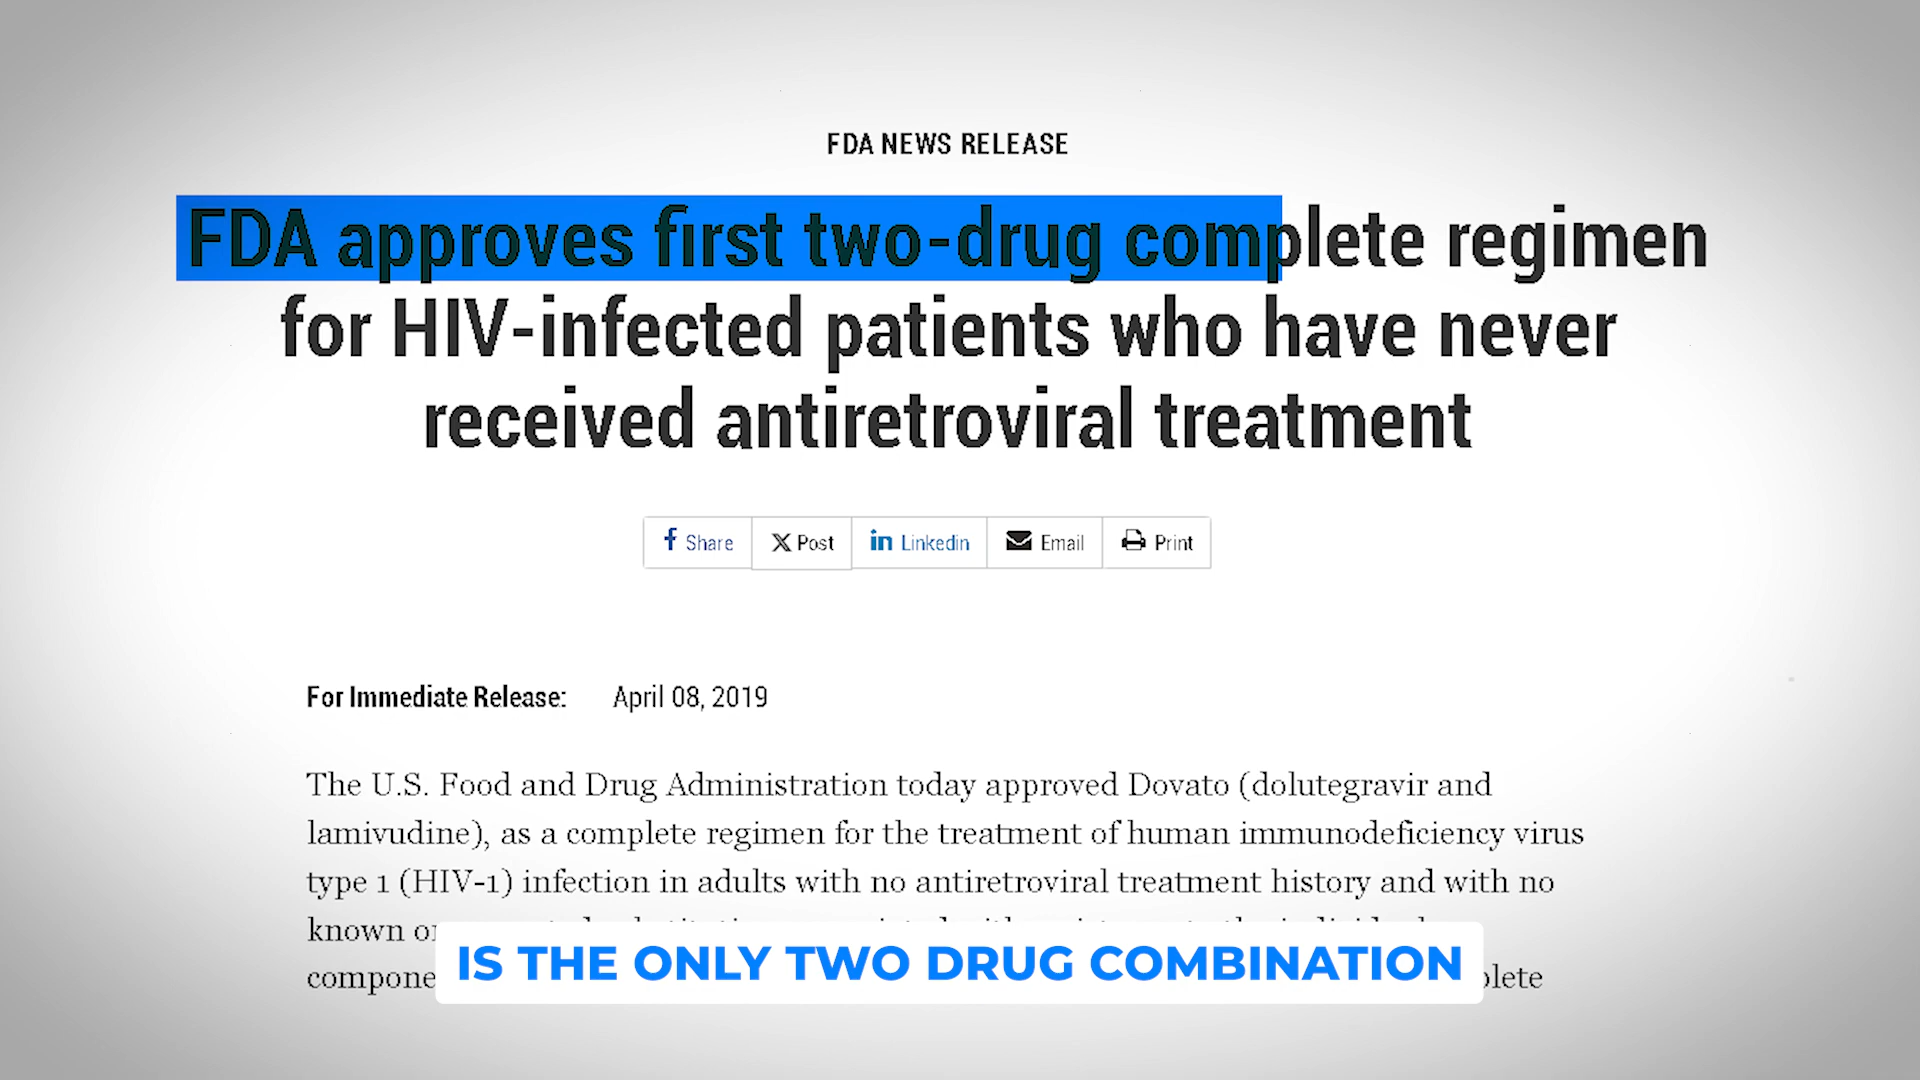 FDA NEWS RELEASE
FDA approves first two-drug complete regimen
for HIV-infected patients who have never
received antiretroviral treatment
Share Post Linkedin Email Print
For Immediate Release: April 08, 2019
The U.S. Food and Drug Administration today approved Dovato (dolutegravir and
lamivudine), as a complete regimen for the treatment of human immunodeficiency virus
type 1 (HIV-1) infection in adults with no antiretroviral treatment history and with no
known
IS THE ONLY TWO DRUG COMBINATION